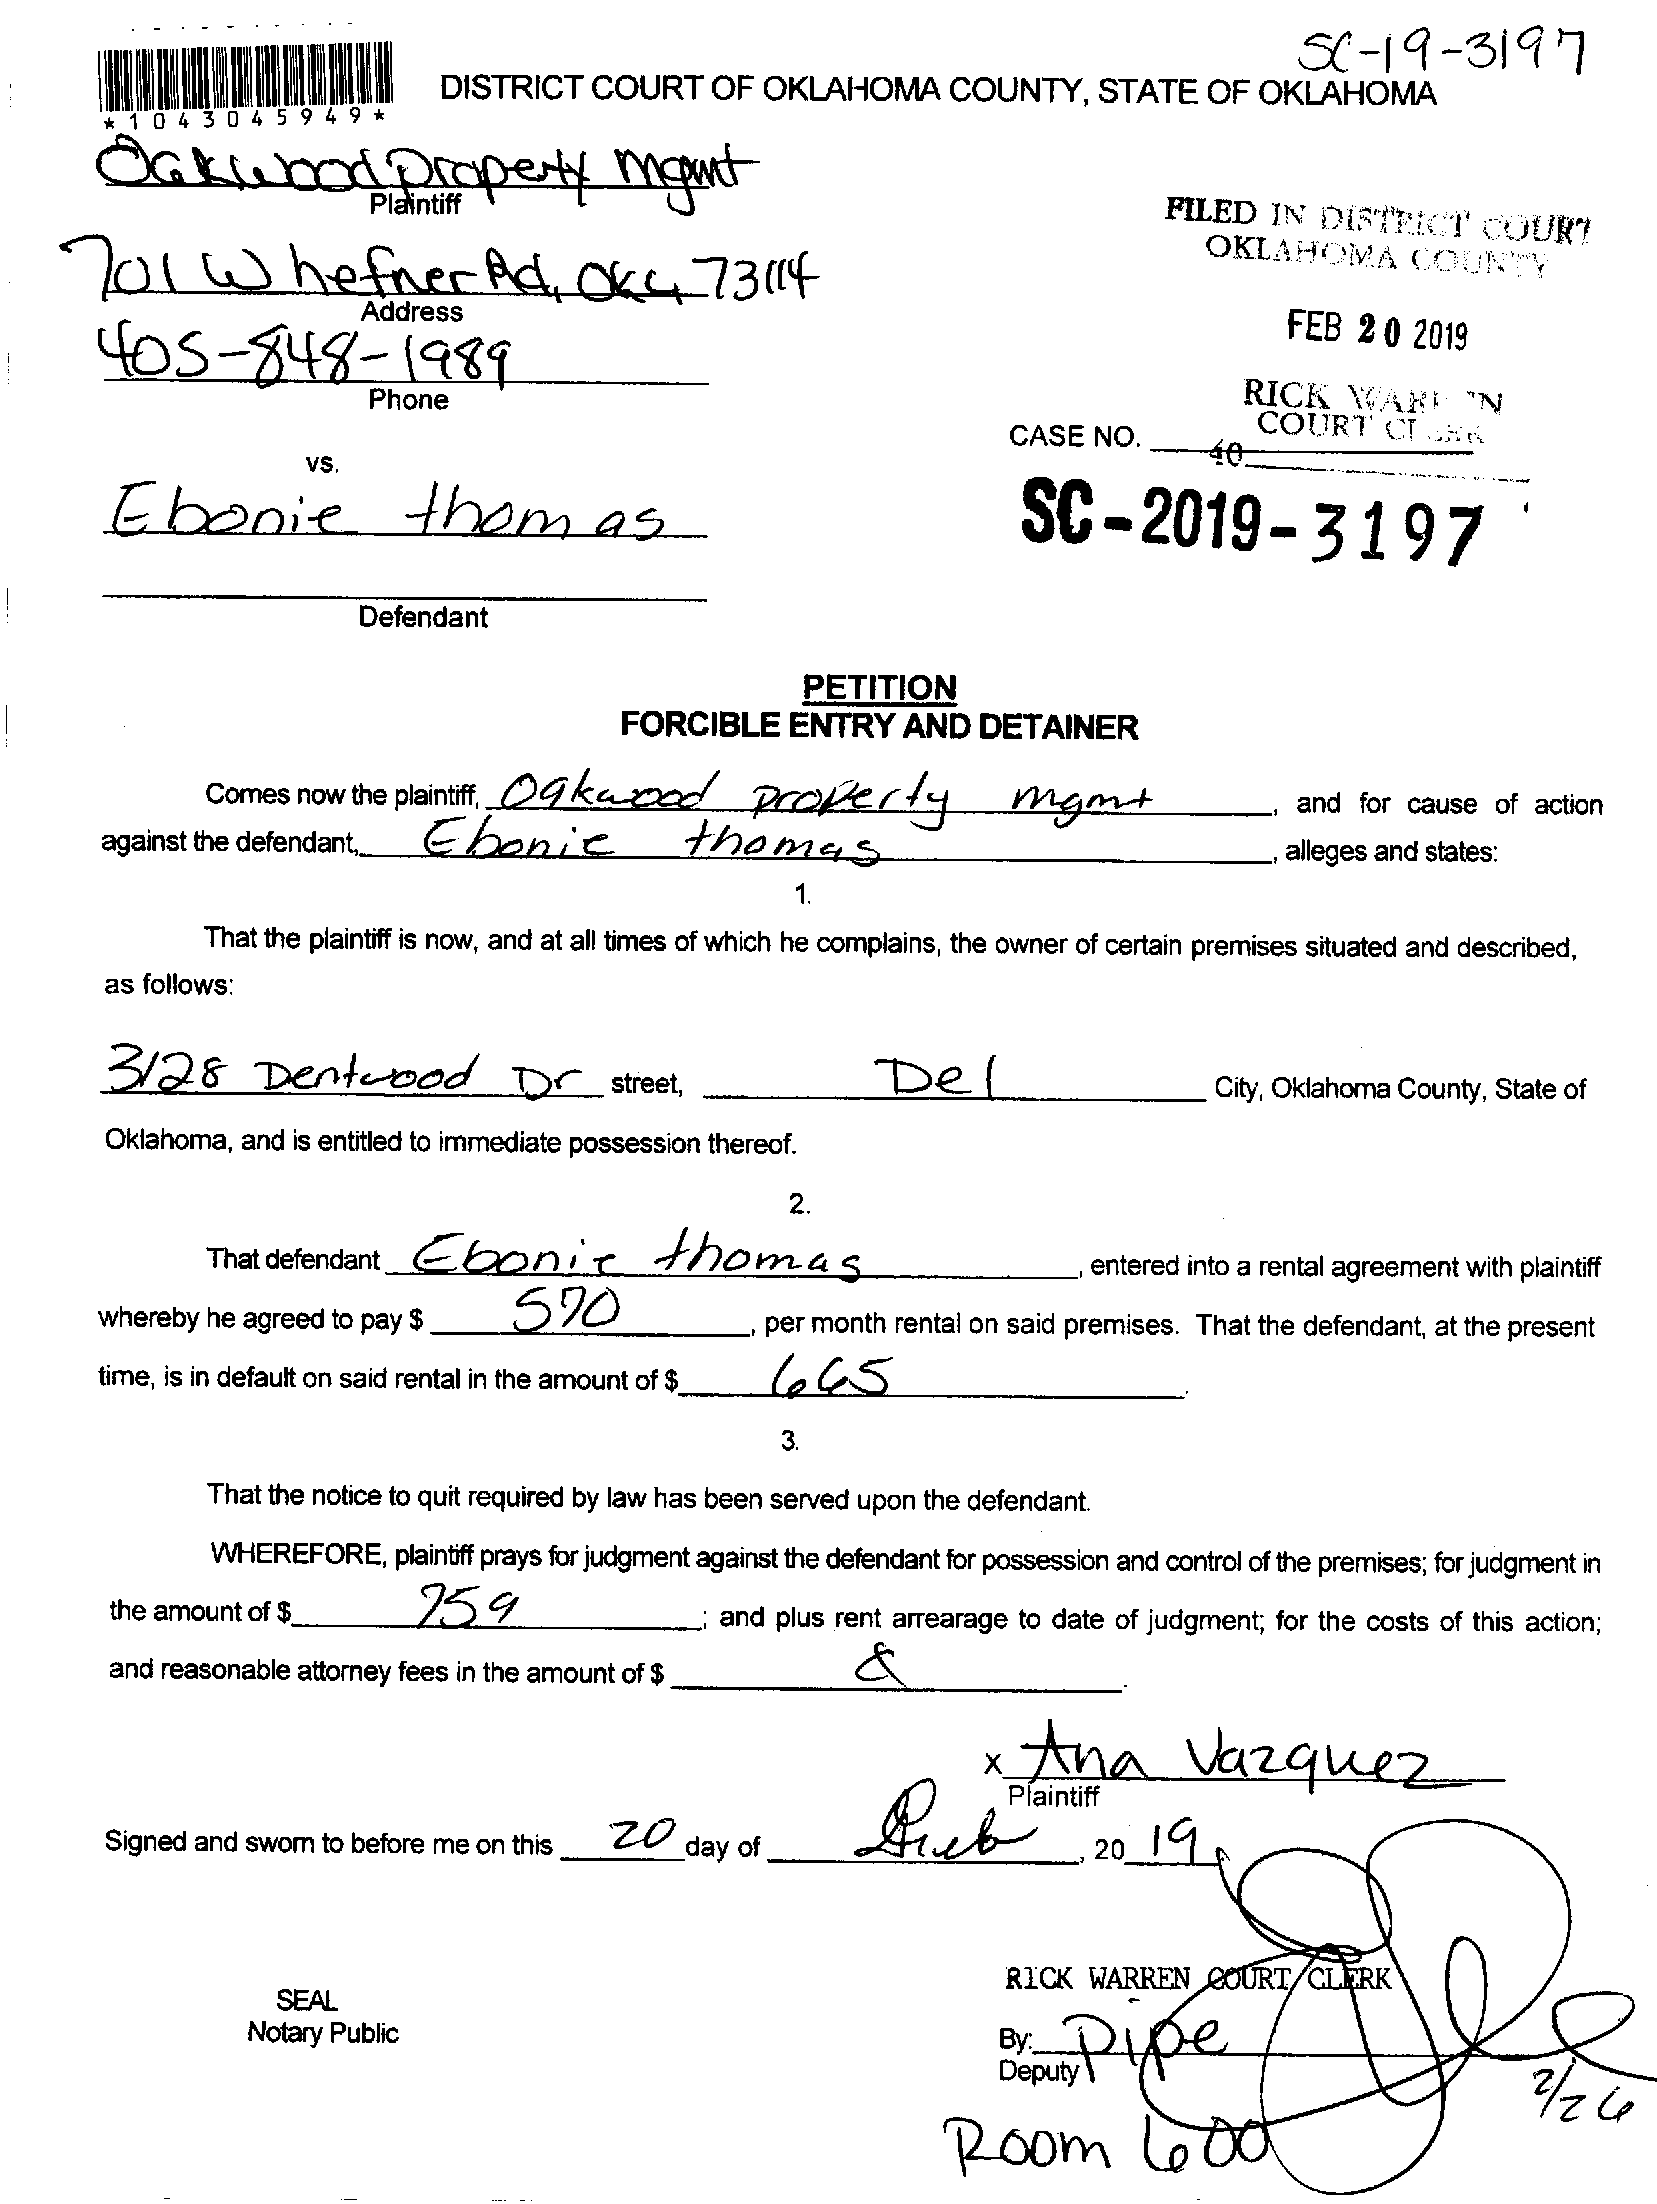 SC-19-3197
DISTRICT COURT OF OKLAHOMA COUNTY, STATE OF OKLAHOMA
*1043045949*
Oakwood property mgmt
Plaintiff
FILED IN DISTRICT COURT
OKLAHOMA COUNTY
701 W hefner Rd, OKC 73114
Address
FEB 20 2019
405-848-1989
Phone
RICK WARREN
COURT CLERK
CASE NO.
40
vs.
Ebonie thomas
SC-2019-3197
Defendant
PETITION
FORCIBLE ENTRY AND DETAINER
Comes now the plaintiff, Oakwood property mgmt, and for cause of action
against the defendant, Ebonie thomas, alleges and states:
1.
That the plaintiff is now, and at all times of which he complains, the owner of certain premises situated and described,
as follows:
3128 Dentwood Dr street, Del City, Oklahoma County, State of
Oklahoma, and is entitled to immediate possession thereof.
2.
That defendant Ebonie thomas, entered into a rental agreement with plaintiff
whereby he agreed to pay $ 570, per month rental on said premises. That the defendant, at the present
time, is in default on said rental in the amount of $ 665.
3.
That the notice to quit required by law has been served upon the defendant.
WHEREFORE, plaintiff prays for judgment against the defendant for possession and control of the premises; for judgment in
the amount of $ 759; and plus rent arrearage to date of judgment; for the costs of this action;
and reasonable attorney fees in the amount of $
x Ana Vazquez
Plaintiff
Signed and sworn to before me on this 20 day of Feb, 20 19
RICK WARREN COURT CLERK
SEAL
Notary Public
By: Pipe
Deputy
2/26
Room 600